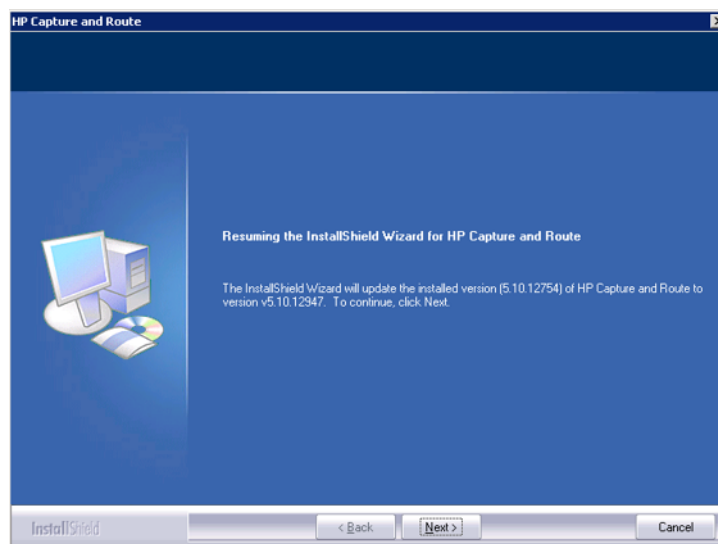 HP Capture and Route
Resuming the InstallShield Wizard for HP Capture and Route
The InstallShield Wizard will update the installed version (5.10.12754) of HP Capture and Route to
version v5.10.12947. To continue, click Next.
InstallShield
< Back
Next >
Cancel